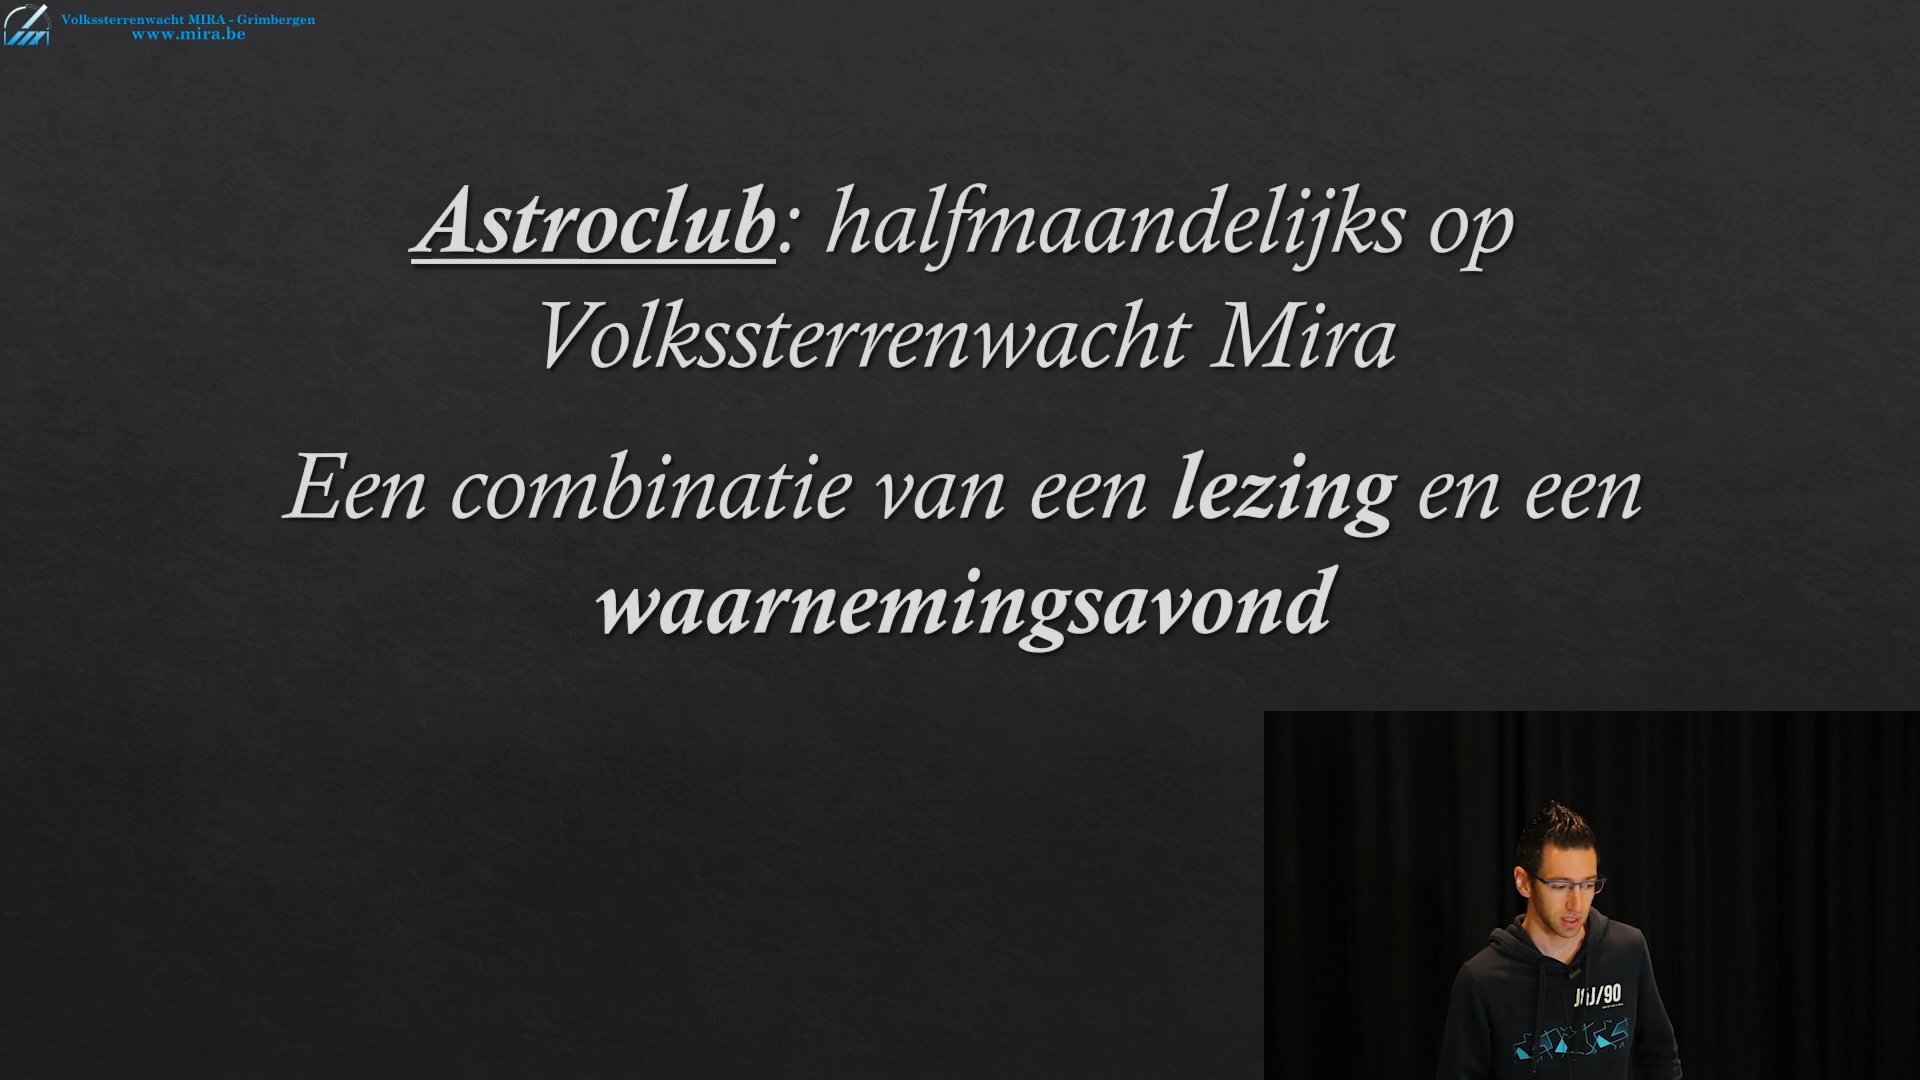 Volkssterrenwacht MIRA - Grimbergen
www.mira.be
Astroclub: halfmaandelijks op
Volkssterrenwacht Mira
Een combinatie van een lezing en een
waarnemingsavond
J&J/90